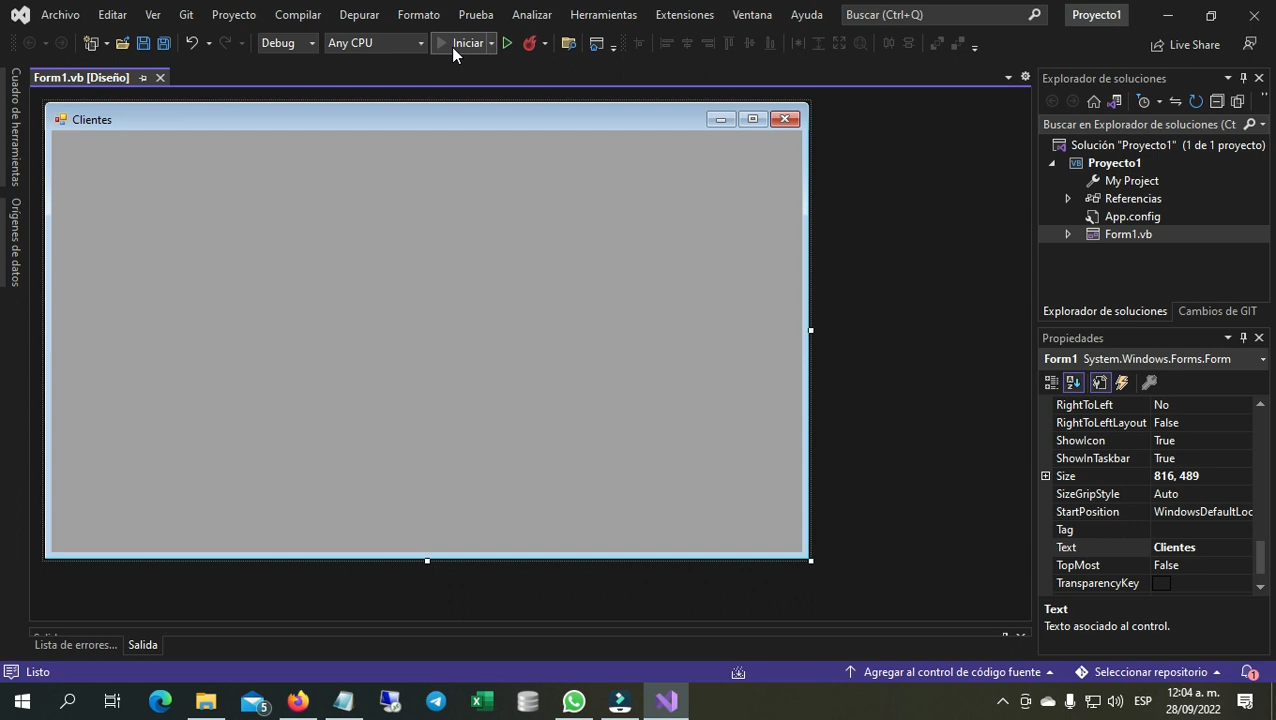 Archivo Editar Ver Git Proyecto Compilar Depurar Formato Prueba Analizar Herramientas Extensiones Ventana Ayuda Buscar (Ctrl+Q) Proyecto1
Debug Any CPU Iniciar Live Share
Cuadro de herramientas
Orígenes de datos
Form1.vb [Diseño]
Clientes
Explorador de soluciones
Buscar en Explorador de soluciones (Ct
Solución "Proyecto1" (1 de 1 proyecto)
VB Proyecto1
My Project
Referencias
App.config
Form1.vb
Explorador de soluciones Cambios de GIT
Propiedades
Form1 System.Windows.Forms.Form
RightToLeft No
RightToLeftLayout False
ShowIcon True
ShowInTaskbar True
Size 816, 489
SizeGripStyle Auto
StartPosition WindowsDefaultLoc
Tag
Text Clientes
TopMost False
TransparencyKey
Text
Texto asociado al control.
Lista de errores... Salida
Listo Agregar al control de código fuente Seleccionar repositorio 1
5 ESP 12:04 a. m.
28/09/2022